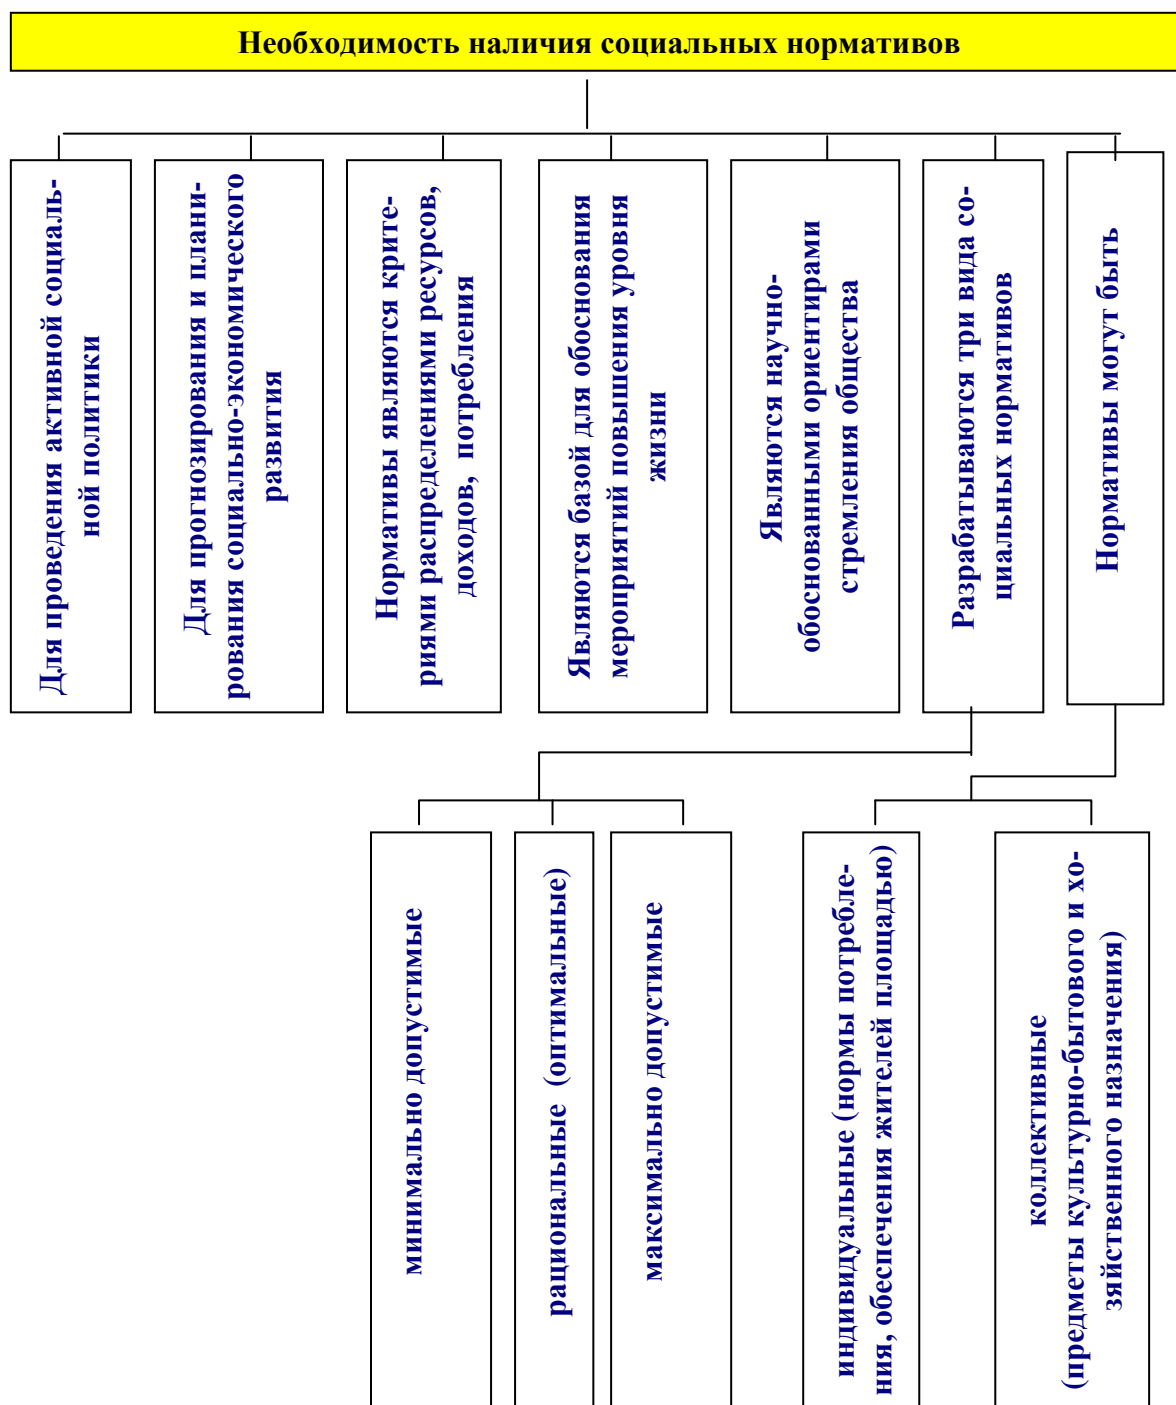 Необходимость наличия социальных нормативов
Для проведения активной социаль-
ной политики
Для прогнозирования и плани-
рования социально-экономического
развития
Нормативы являются крите-
риями распределениями ресурсов,
доходов, потребления
Являются базой для обоснования
мероприятий повышения уровня
жизни
Являются научно-
обоснованными ориентирами
стремления общества
Разрабатываются три вида со-
циальных нормативов
Нормативы могут быть
минимально допустимые
рациональные (оптимальные)
максимально допустимые
индивидуальные (нормы потребле-
ния, обеспечения жителей площадью)
коллективные
(предметы культурно-бытового и хо-
зяйственного назначения)